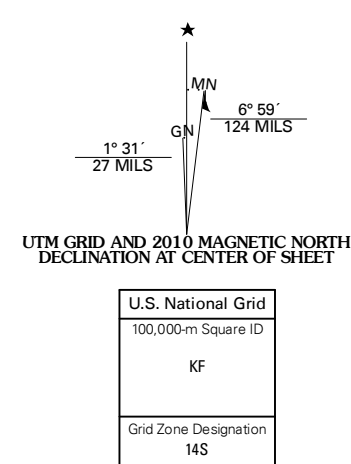 ★
MN
6° 59´
124 MILS
GN
1° 31´
27 MILS
UTM GRID AND 2010 MAGNETIC NORTH
DECLINATION AT CENTER OF SHEET
U.S. National Grid
100,000-m Square ID
KF
Grid Zone Designation
14S